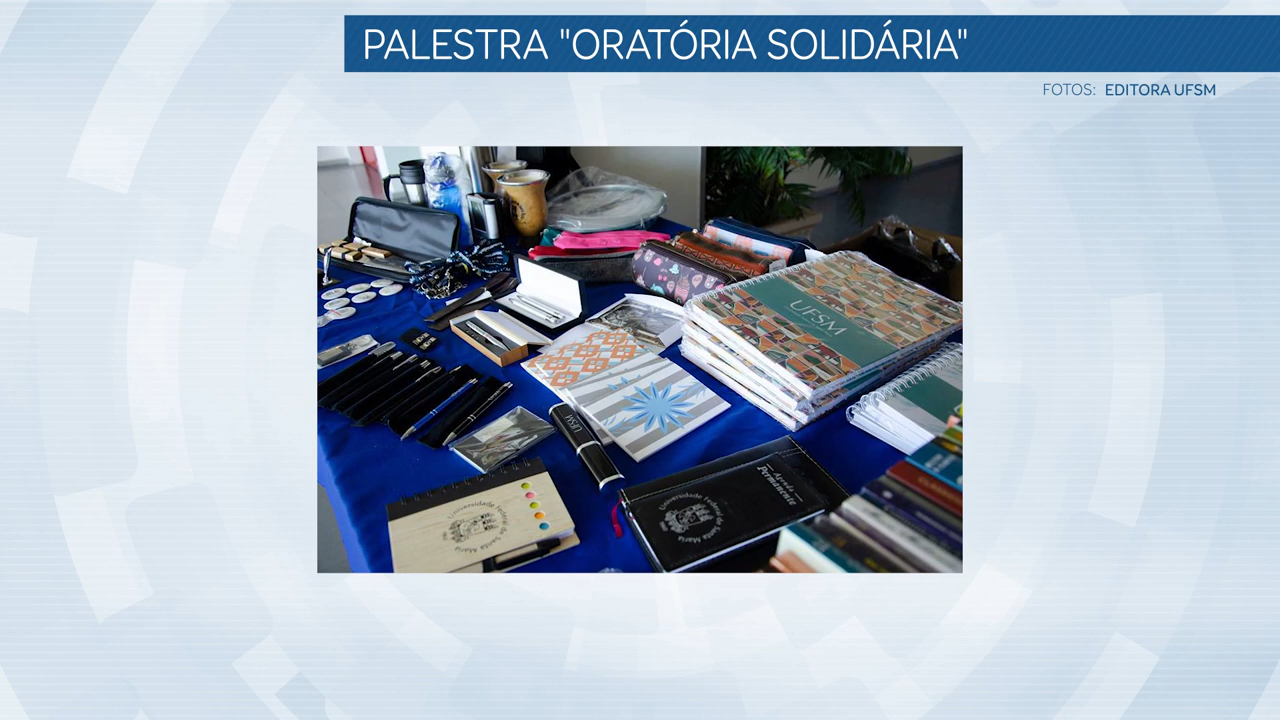 PALESTRA "ORATÓRIA SOLIDÁRIA"
FOTOS: EDITORA UFSM
UFSM
UFSM
Agenda
Permanente
Universidade Federal de Santa Maria
Universidade Federal de Santa Maria